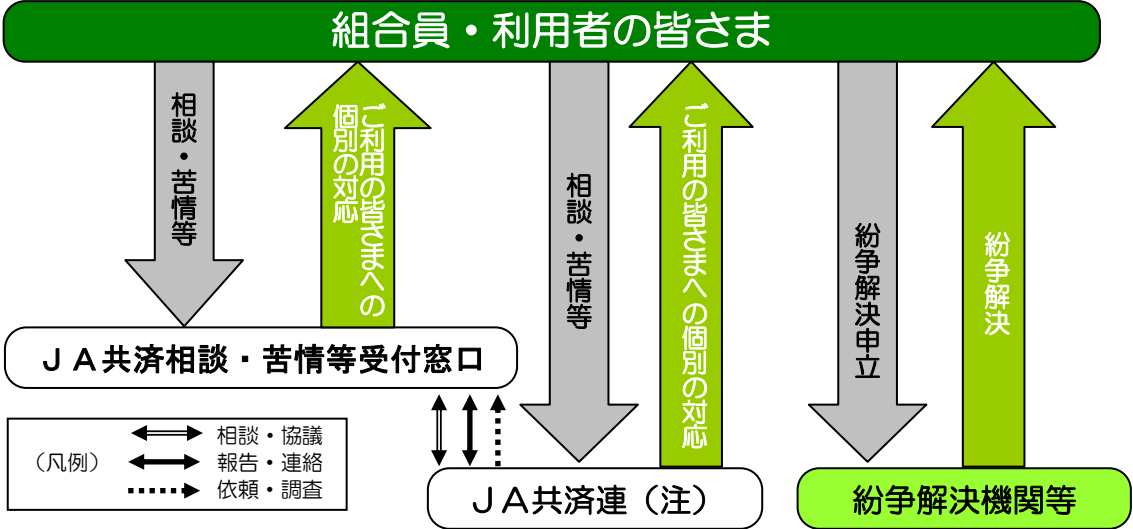 組合員・利用者の皆さま
相談・苦情等
ご利用の皆さまへの
個別の対応
相談・苦情等
ご利用の皆さまへの個別の対応
紛争解決申立
紛争解決
ＪＡ共済相談・苦情等受付窓口
（凡例）
相談・協議
報告・連絡
依頼・調査
ＪＡ共済連（注）
紛争解決機関等